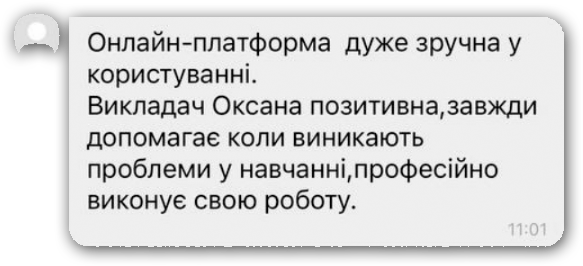 Онлайн-платформа дуже зручна у
користуванні.
Викладач Оксана позитивна,завжди
допомагає коли виникають
проблеми у навчанні,професійно
виконує свою роботу.
11:01